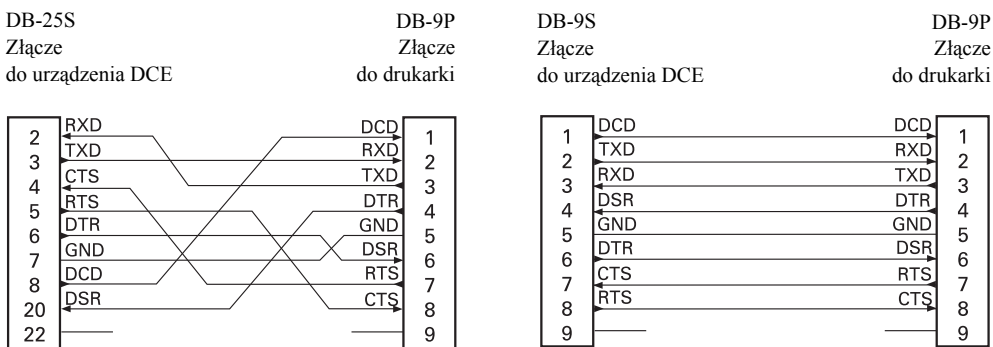 DB-25S DB-9P
Złącze Złącze
do urządzenia DCE do drukarki
2 RXD DCD 1
3 TXD RXD 2
4 CTS TXD 3
5 RTS DTR 4
6 DTR GND 5
7 GND DSR 6
8 DCD RTS 7
20 DSR CTS 8
22 9
DB-9S DB-9P
Złącze Złącze
do urządzenia DCE do drukarki
1 DCD DCD 1
2 TXD RXD 2
3 RXD TXD 3
4 DSR DTR 4
5 GND GND 5
6 DTR DSR 6
7 CTS RTS 7
8 RTS CTS 8
9 9